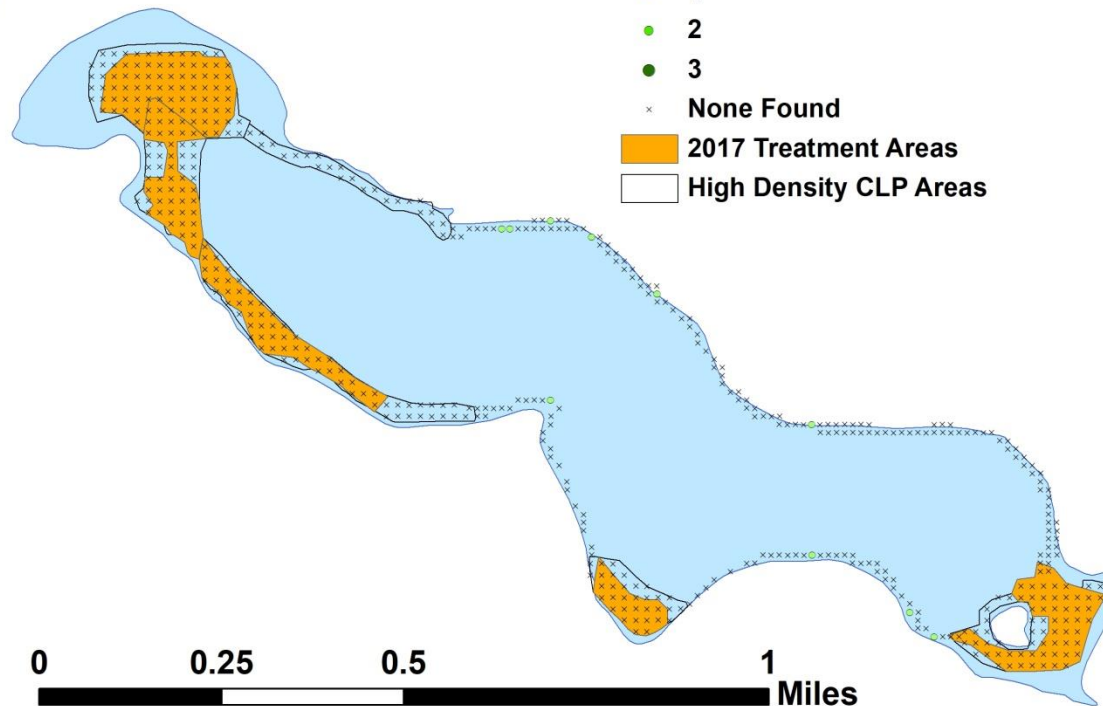 2
3
None Found
2017 Treatment Areas
High Density CLP Areas
0 0.25 0.5 1
Miles